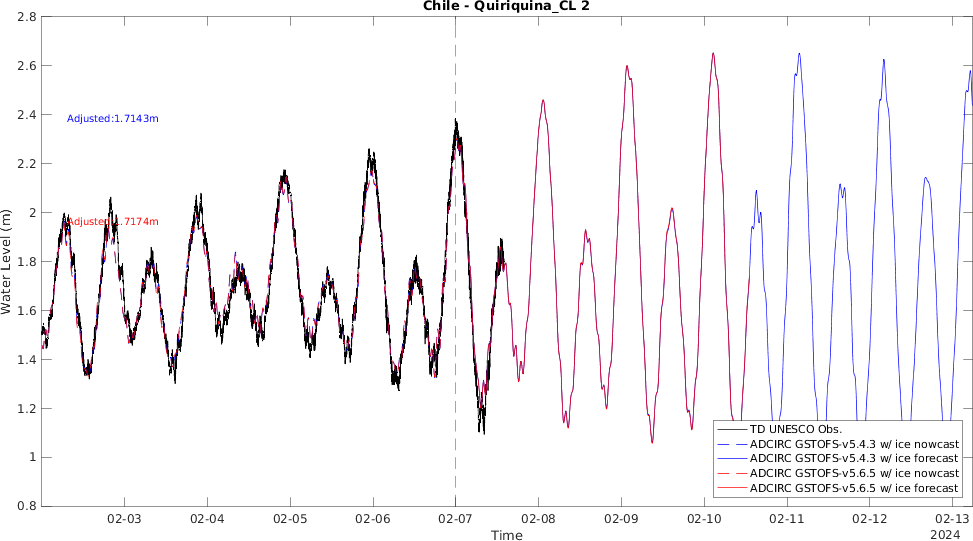 Chile - Quiriquina_CL 2
Water Level (m)
2.8
2.6
2.4
2.2
2
1.8
1.6
1.4
1.2
1
0.8
Adjusted:1.7143m
Adjusted:1.7174m
TD UNESCO Obs.
ADCIRC GSTOFS-v5.4.3 w/ ice nowcast
ADCIRC GSTOFS-v5.4.3 w/ ice forecast
ADCIRC GSTOFS-v5.6.5 w/ ice nowcast
ADCIRC GSTOFS-v5.6.5 w/ ice forecast
02-03 02-04 02-05 02-06 02-07 02-08 02-09 02-10 02-11 02-12 02-13
2024
Time